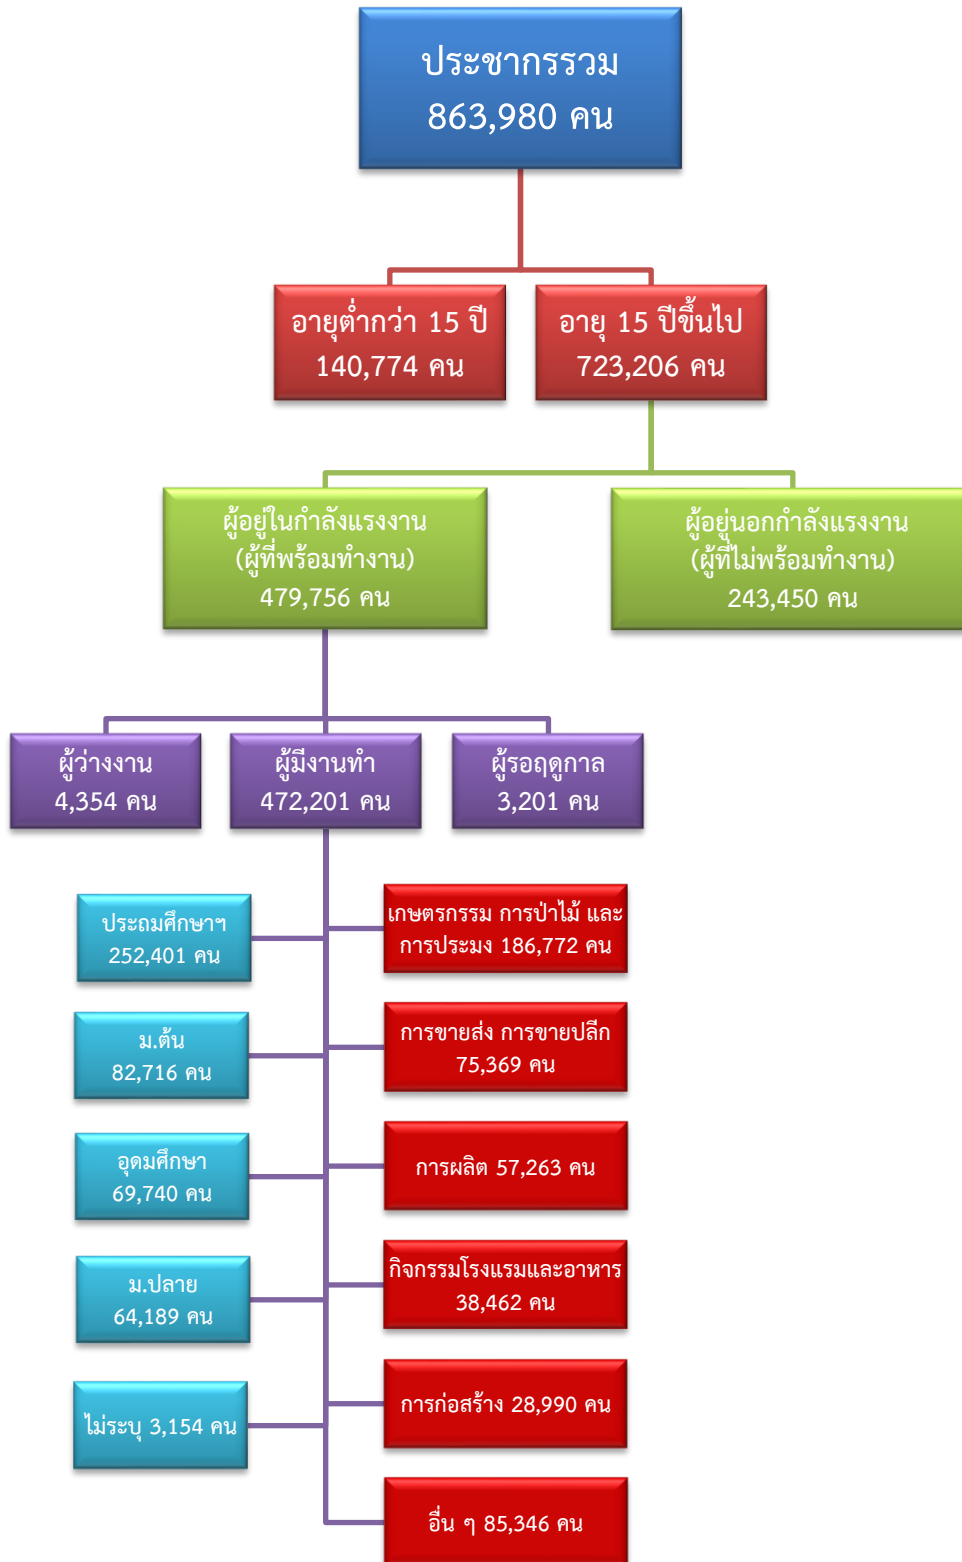 ประชากรรวม
863,980 คน
อายุต่ำกว่า 15 ปี
140,774 คน
อายุ 15 ปีขึ้นไป
723,206 คน
ผู้อยู่ในกำลังแรงงาน
(ผู้ที่พร้อมทำงาน)
479,756 คน
ผู้อยู่นอกกำลังแรงงาน
(ผู้ที่ไม่พร้อมทำงาน)
243,450 คน
ผู้ว่างงาน
4,354 คน
ผู้มีงานทำ
472,201 คน
ผู้รอฤดูกาล
3,201 คน
ประถมศึกษาฯ
252,401 คน
ม.ต้น
82,716 คน
อุดมศึกษา
69,740 คน
ม.ปลาย
64,189 คน
ไม่ระบุ 3,154 คน
เกษตรกรรม การป่าไม้ และ
การประมง 186,772 คน
การขายส่ง การขายปลีก
75,369 คน
การผลิต 57,263 คน
กิจกรรมโรงแรมและอาหาร
38,462 คน
การก่อสร้าง 28,990 คน
อื่น ๆ 85,346 คน